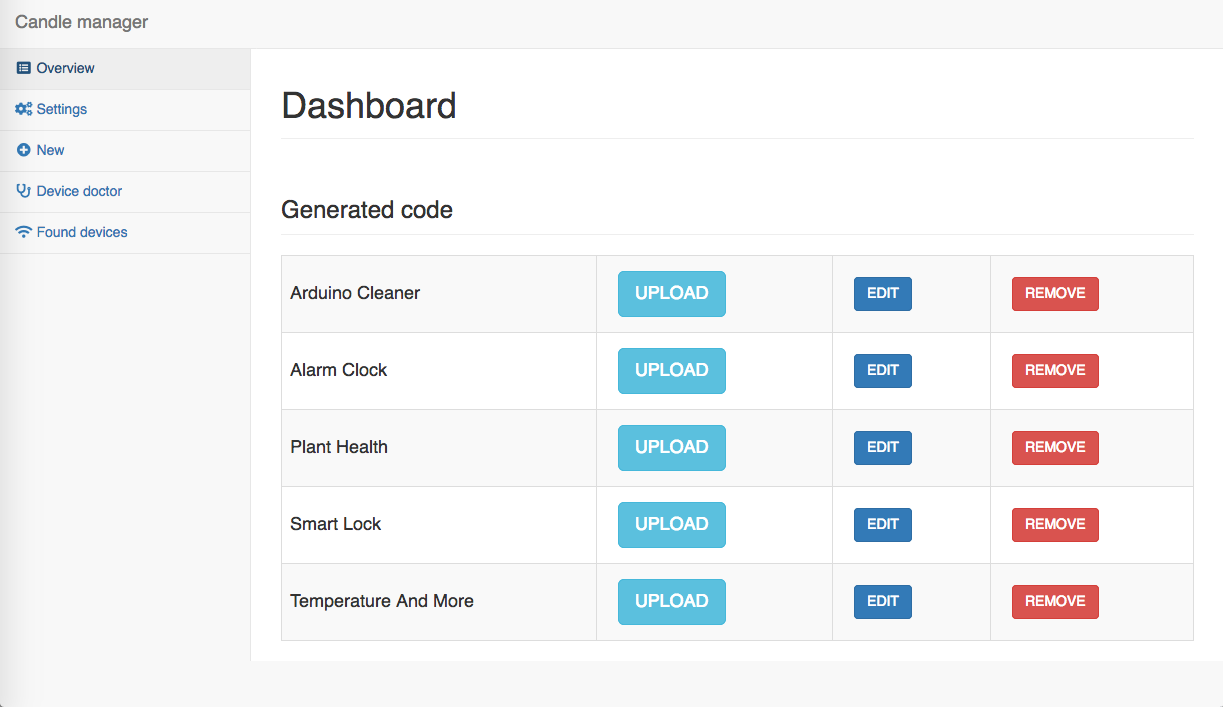 Candle manager
Overview
Settings
New
Device doctor
Found devices
Dashboard
Generated code
Arduino Cleaner UPLOAD EDIT REMOVE
Alarm Clock UPLOAD EDIT REMOVE
Plant Health UPLOAD EDIT REMOVE
Smart Lock UPLOAD EDIT REMOVE
Temperature And More UPLOAD EDIT REMOVE